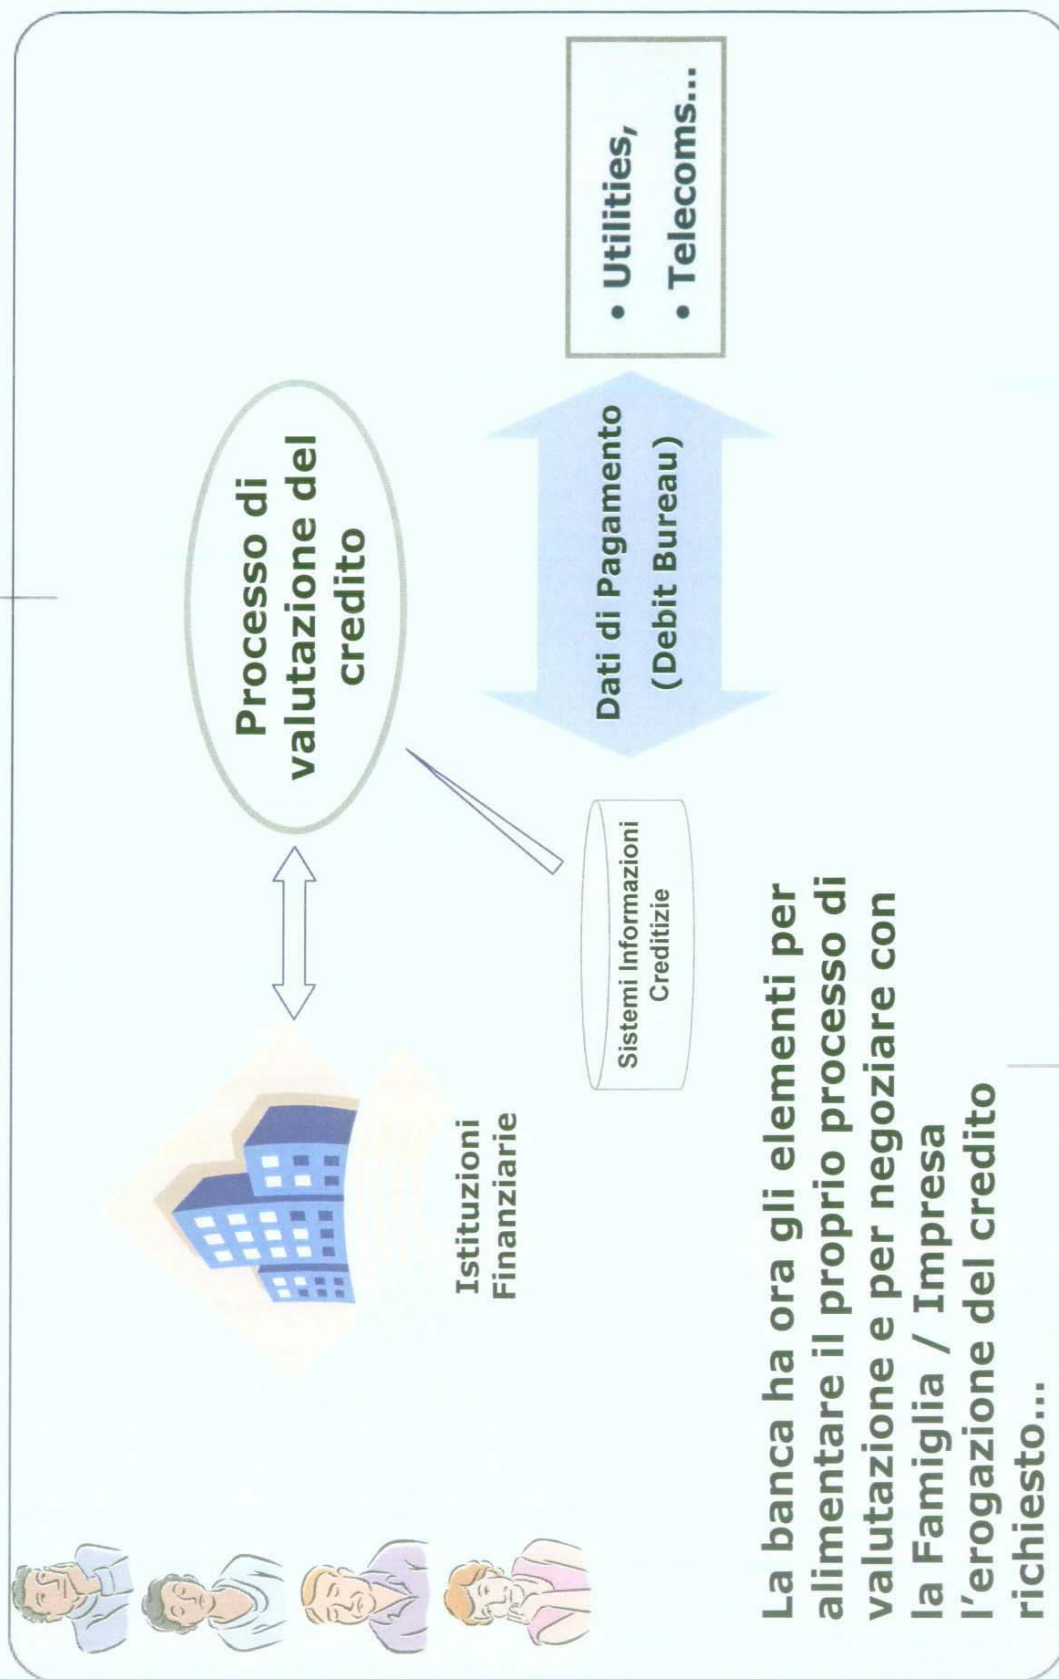 Processo di
valutazione del
credito
Istituzioni
Finanziarie
• Utilities,
• Telecoms...
Dati di Pagamento
(Debit Bureau)
Sistemi Informazioni
Creditizie
La banca ha ora gli elementi per
alimentare il proprio processo di
valutazione e per negoziare con
la Famiglia / Impresa
l'erogazione del credito
richiesto...